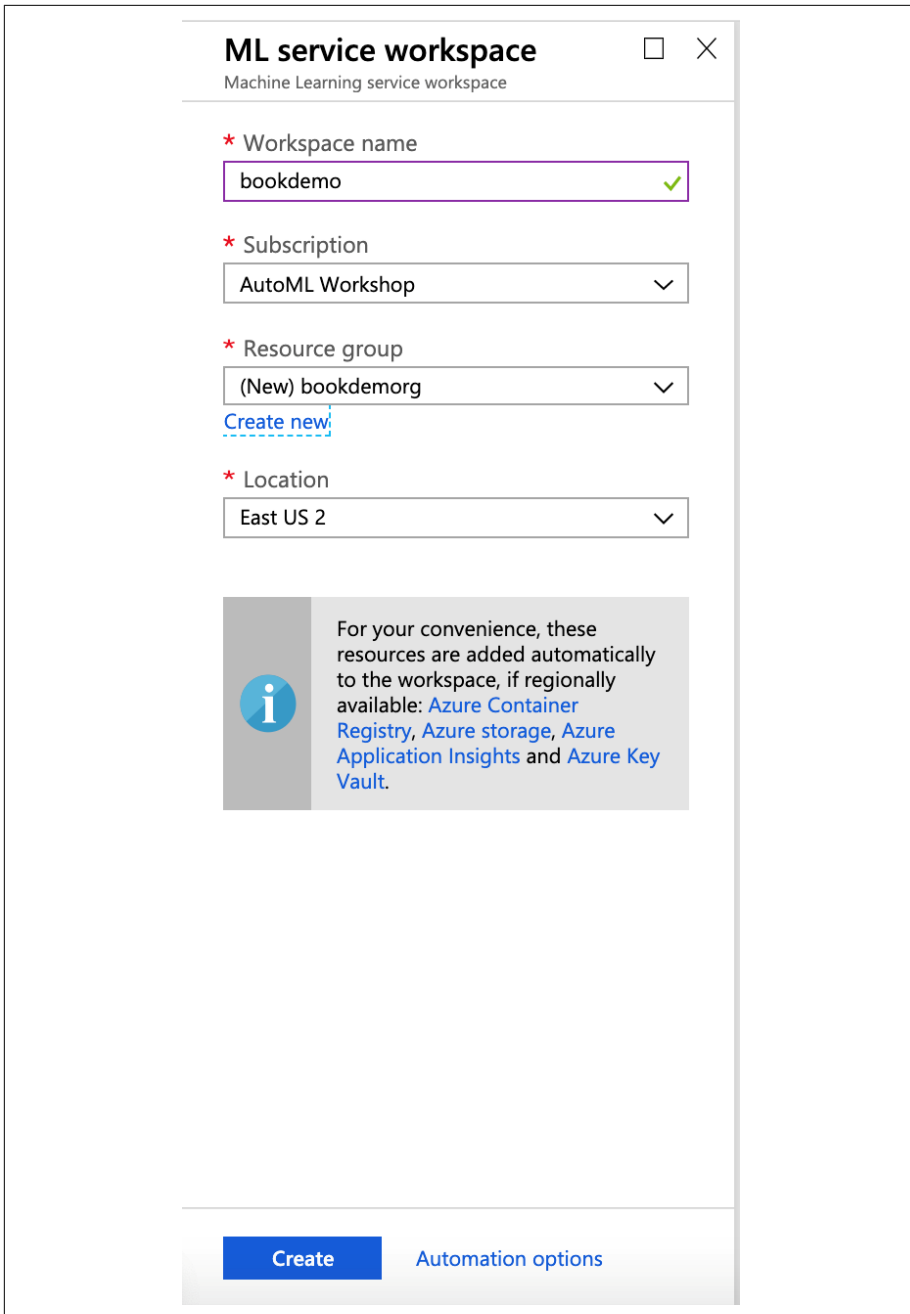 ML service workspace
Machine Learning service workspace
* Workspace name
bookdemo
* Subscription
AutoML Workshop
* Resource group
(New) bookdemorg
Create new
* Location
East US 2
For your convenience, these
resources are added automatically
to the workspace, if regionally
available: Azure Container
Registry, Azure storage, Azure
Application Insights and Azure Key
Vault.
Create
Automation options